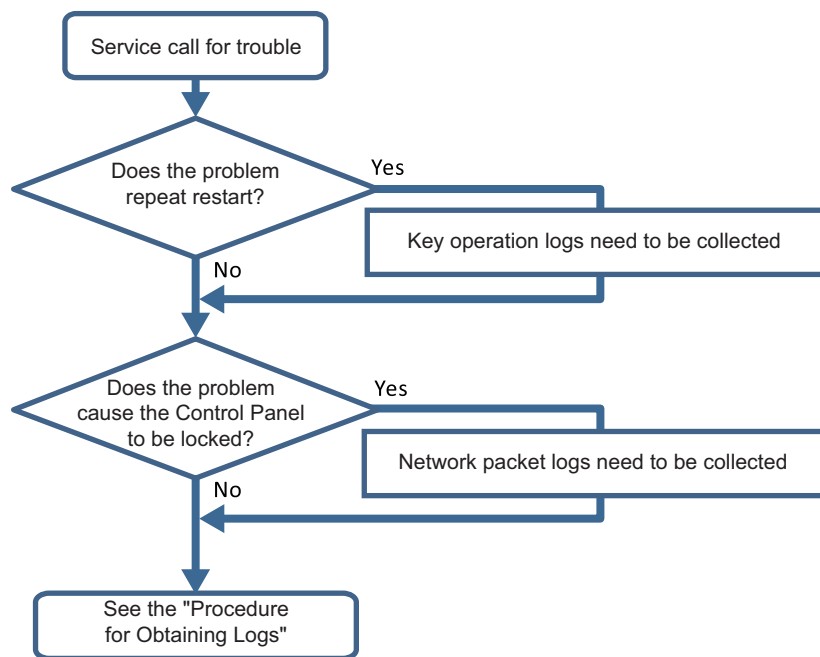 Service call for trouble
Does the problem
repeat restart?
Yes
Key operation logs need to be collected
No
Does the problem
cause the Control Panel
to be locked?
Yes
Network packet logs need to be collected
No
See the "Procedure
for Obtaining Logs"